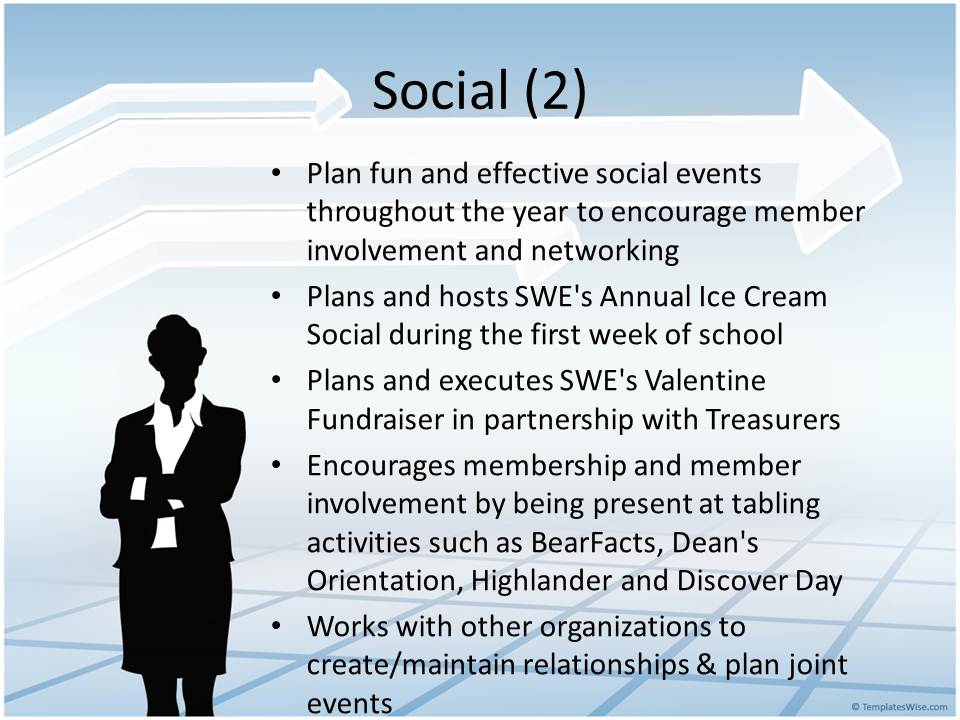 Social (2)
• Plan fun and effective social events
throughout the year to encourage member
involvement and networking
• Plans and hosts SWE's Annual Ice Cream
Social during the first week of school
• Plans and executes SWE's Valentine
Fundraiser in partnership with Treasurers
• Encourages membership and member
involvement by being present at tabling
activities such as BearFacts, Dean's
Orientation, Highlander and Discover Day
• Works with other organizations to
create/maintain relationships & plan joint
events
© TemplatesWise.com